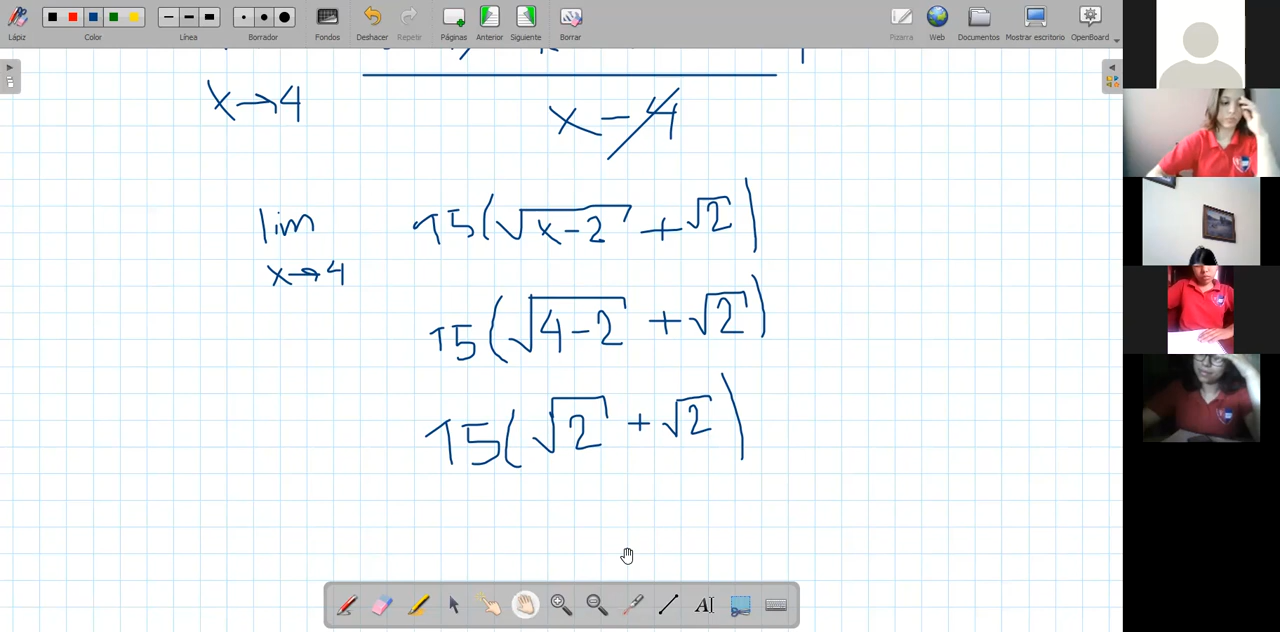 Lápiz Color Línea Borrador Fondos Deshacer Repetir Páginas Anterior Siguiente Borrar Pizarra Web Documentos Mostrar escritorio OpenBoard
x→4
x-4
lim 15(√x-2 + √2)
x→4
15(√4-2 + √2)
15(√2 + √2)
AI